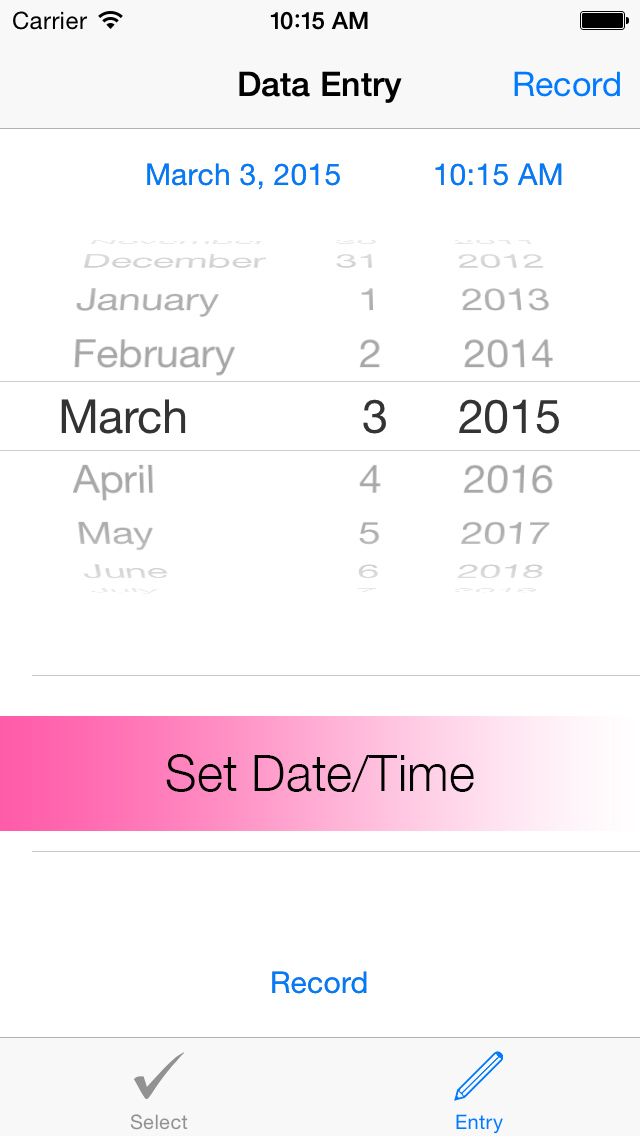 Carrier 10:15 AM
Data Entry Record
March 3, 2015 10:15 AM
December 31 2012
January 1 2013
February 2 2014
March 3 2015
April 4 2016
May 5 2017
June 6 2018
Set Date/Time
Record
Select Entry